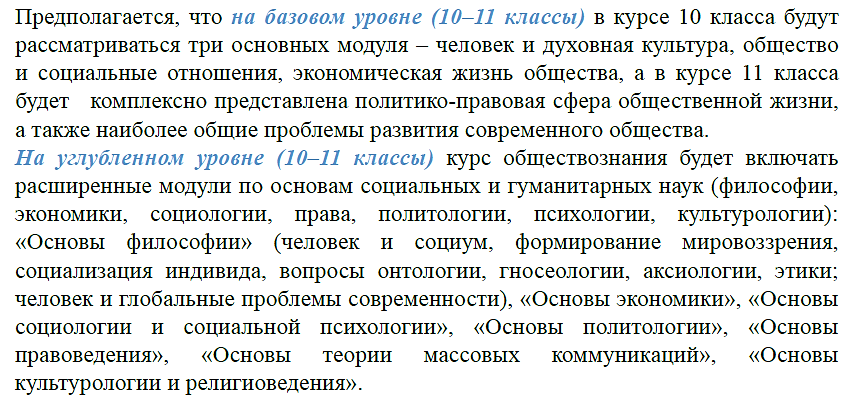 Предполагается, что на базовом уровне (10–11 классы) в курсе 10 класса будут
рассматриваться три основных модуля – человек и духовная культура, общество
и социальные отношения, экономическая жизнь общества, а в курсе 11 класса
будет комплексно представлена политико-правовая сфера общественной жизни,
а также наиболее общие проблемы развития современного общества.
На углубленном уровне (10–11 классы) курс обществознания будет включать
расширенные модули по основам социальных и гуманитарных наук (философии,
экономики, социологии, права, политологии, психологии, культурологии):
«Основы философии» (человек и социум, формирование мировоззрения,
социализация индивида, вопросы онтологии, гносеологии, аксиологии, этики;
человек и глобальные проблемы современности), «Основы экономики», «Основы
социологии и социальной психологии», «Основы политологии», «Основы
правоведения», «Основы теории массовых коммуникаций», «Основы
культурологии и религиоведения».